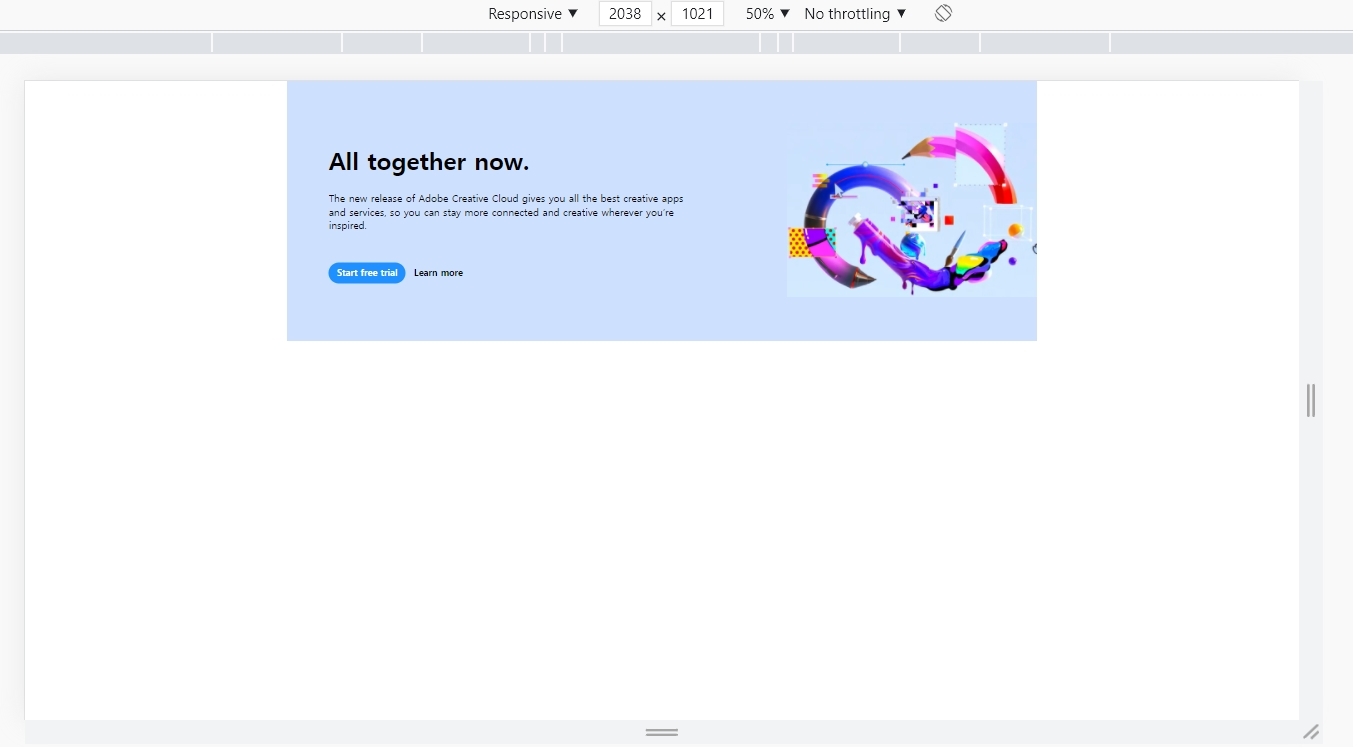 Responsive ▼ 2038 × 1021 50% ▼ No throttling ▼
All together now.
The new release of Adobe Creative Cloud gives you all the best creative apps
and services, so you can stay more connected and creative wherever you're
inspired.
Start free trial Learn more